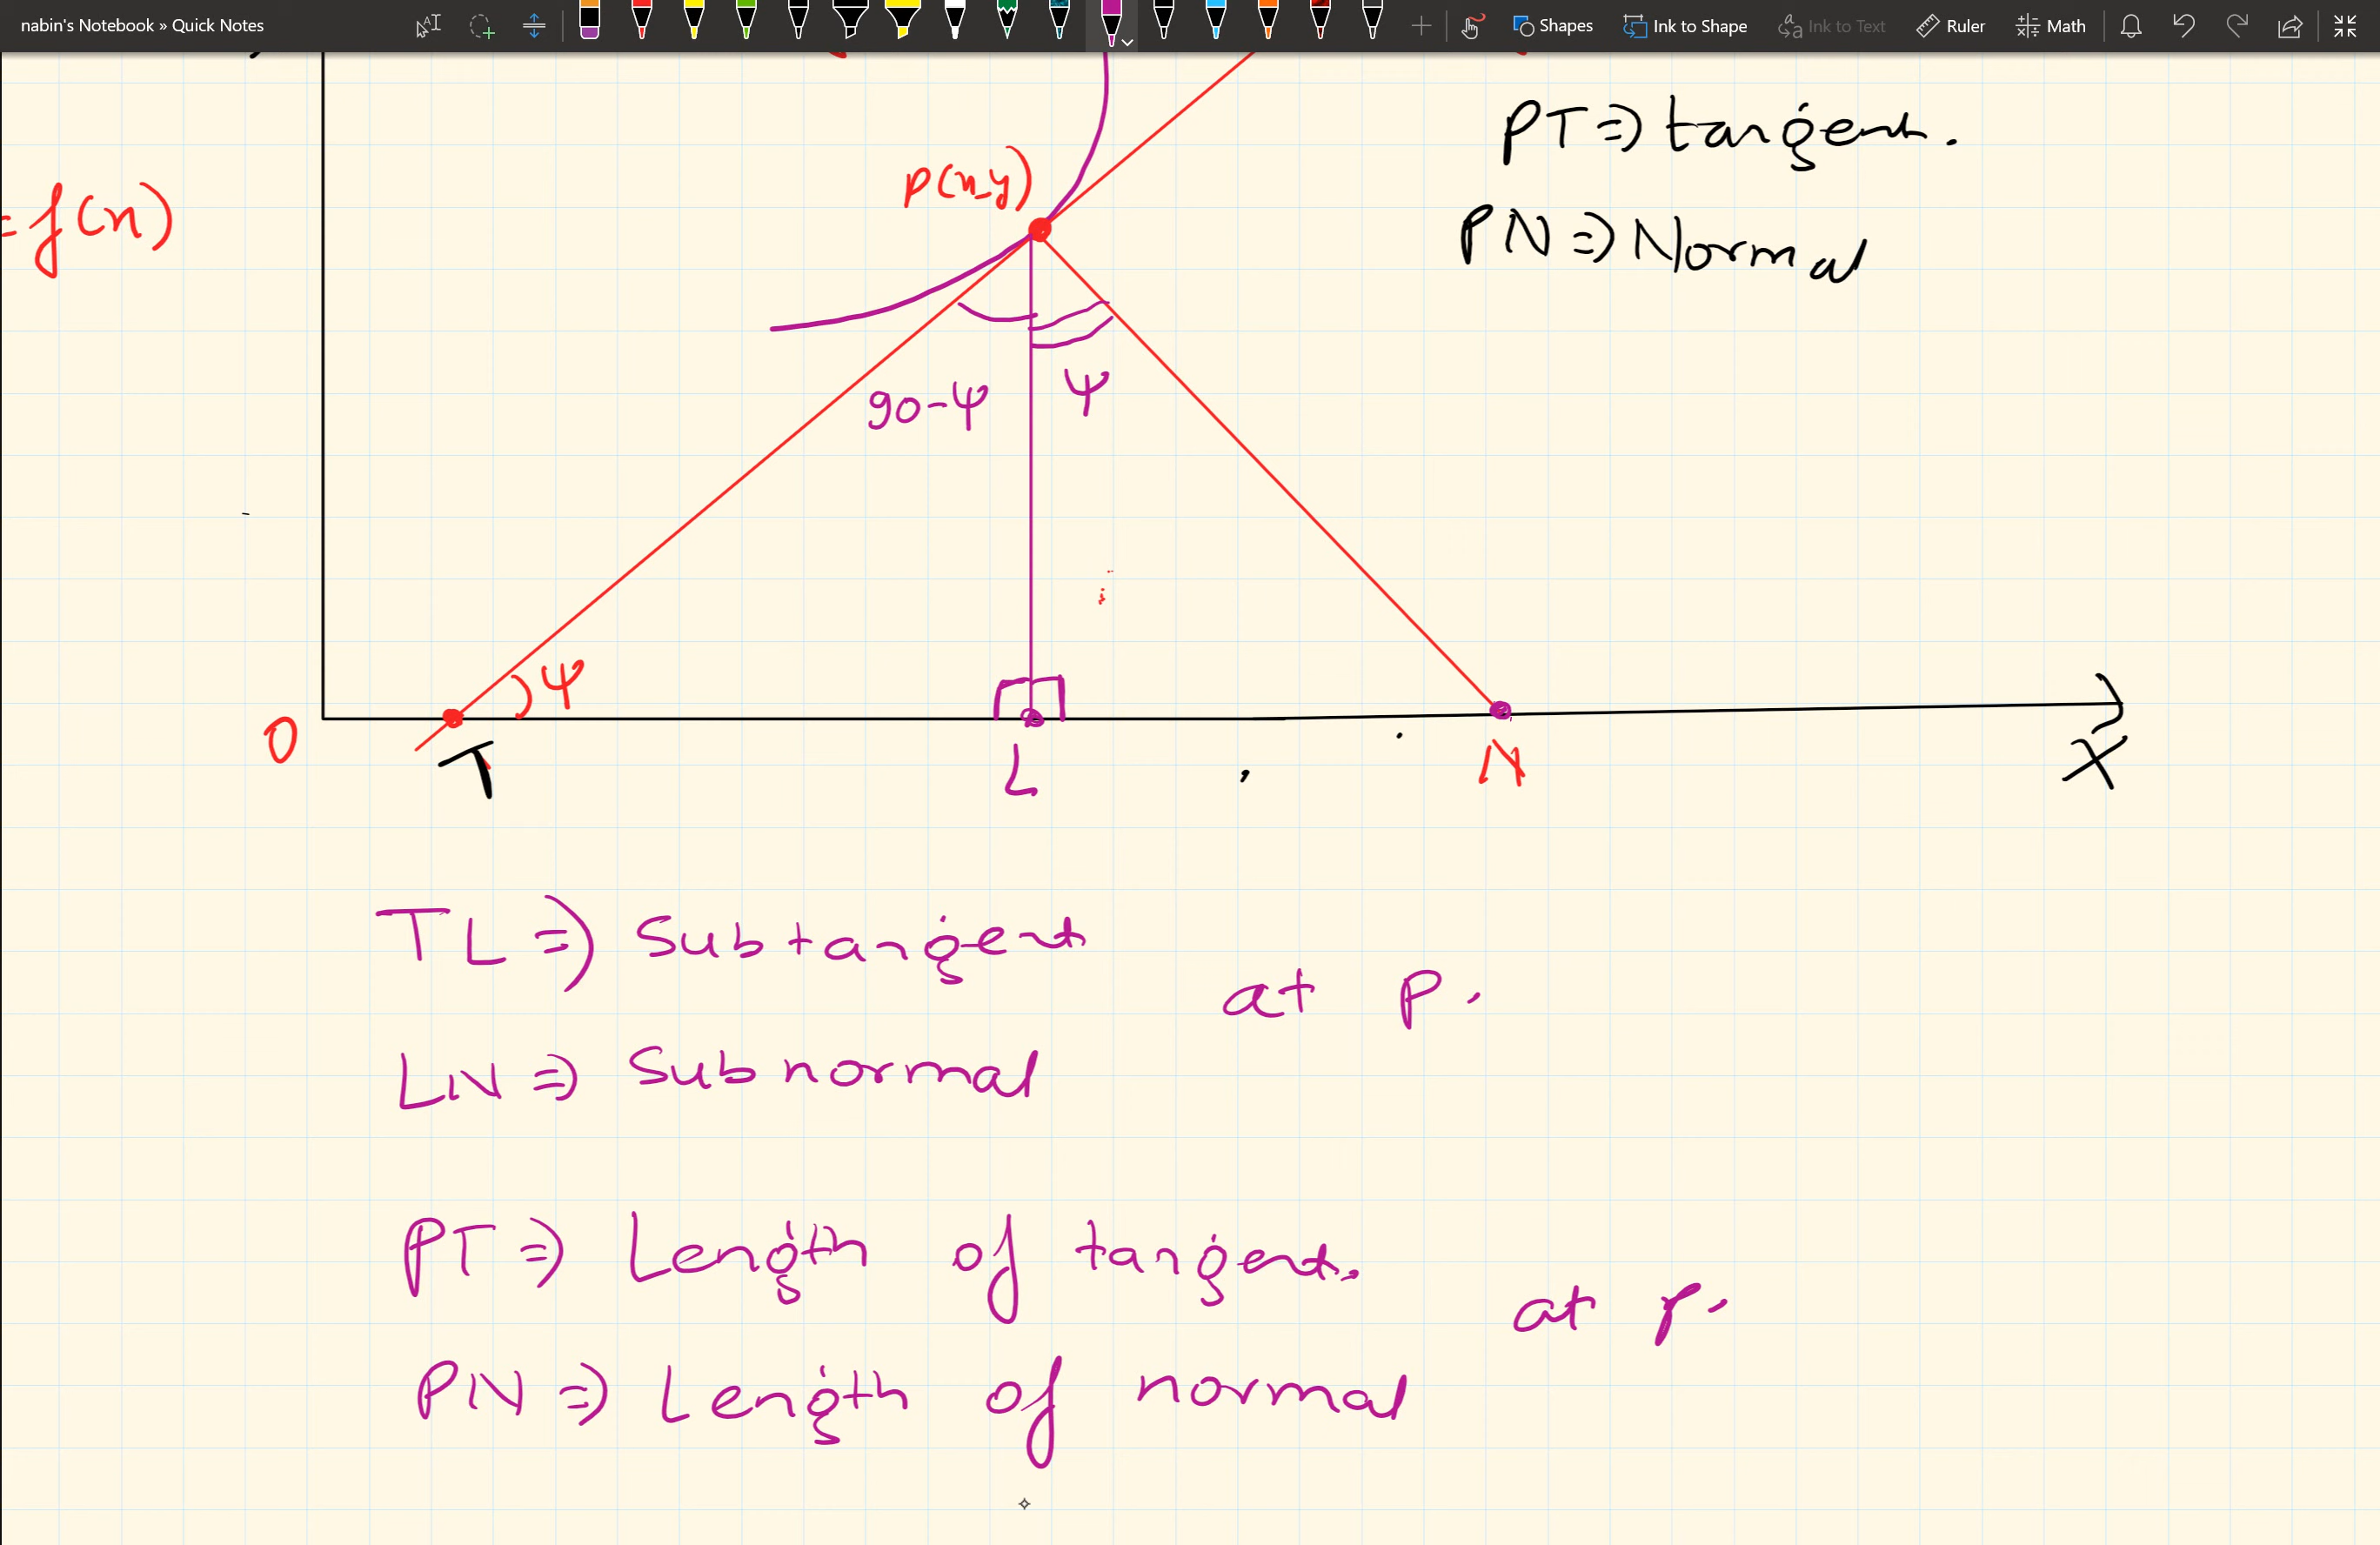 nabin's Notebook » Quick Notes
Shapes
Ink to Shape
Ink to Text
Ruler
Math
PT ⇒ tangent.
P(x,y)
=f(x)
PN ⇒ Normal
90-ψ
ψ
ψ
O
T
L
N
X
TL ⇒ Subtangent
at P.
LN ⇒ Subnormal
PT ⇒ Length of tangent.
at P.
PN ⇒ Length of normal